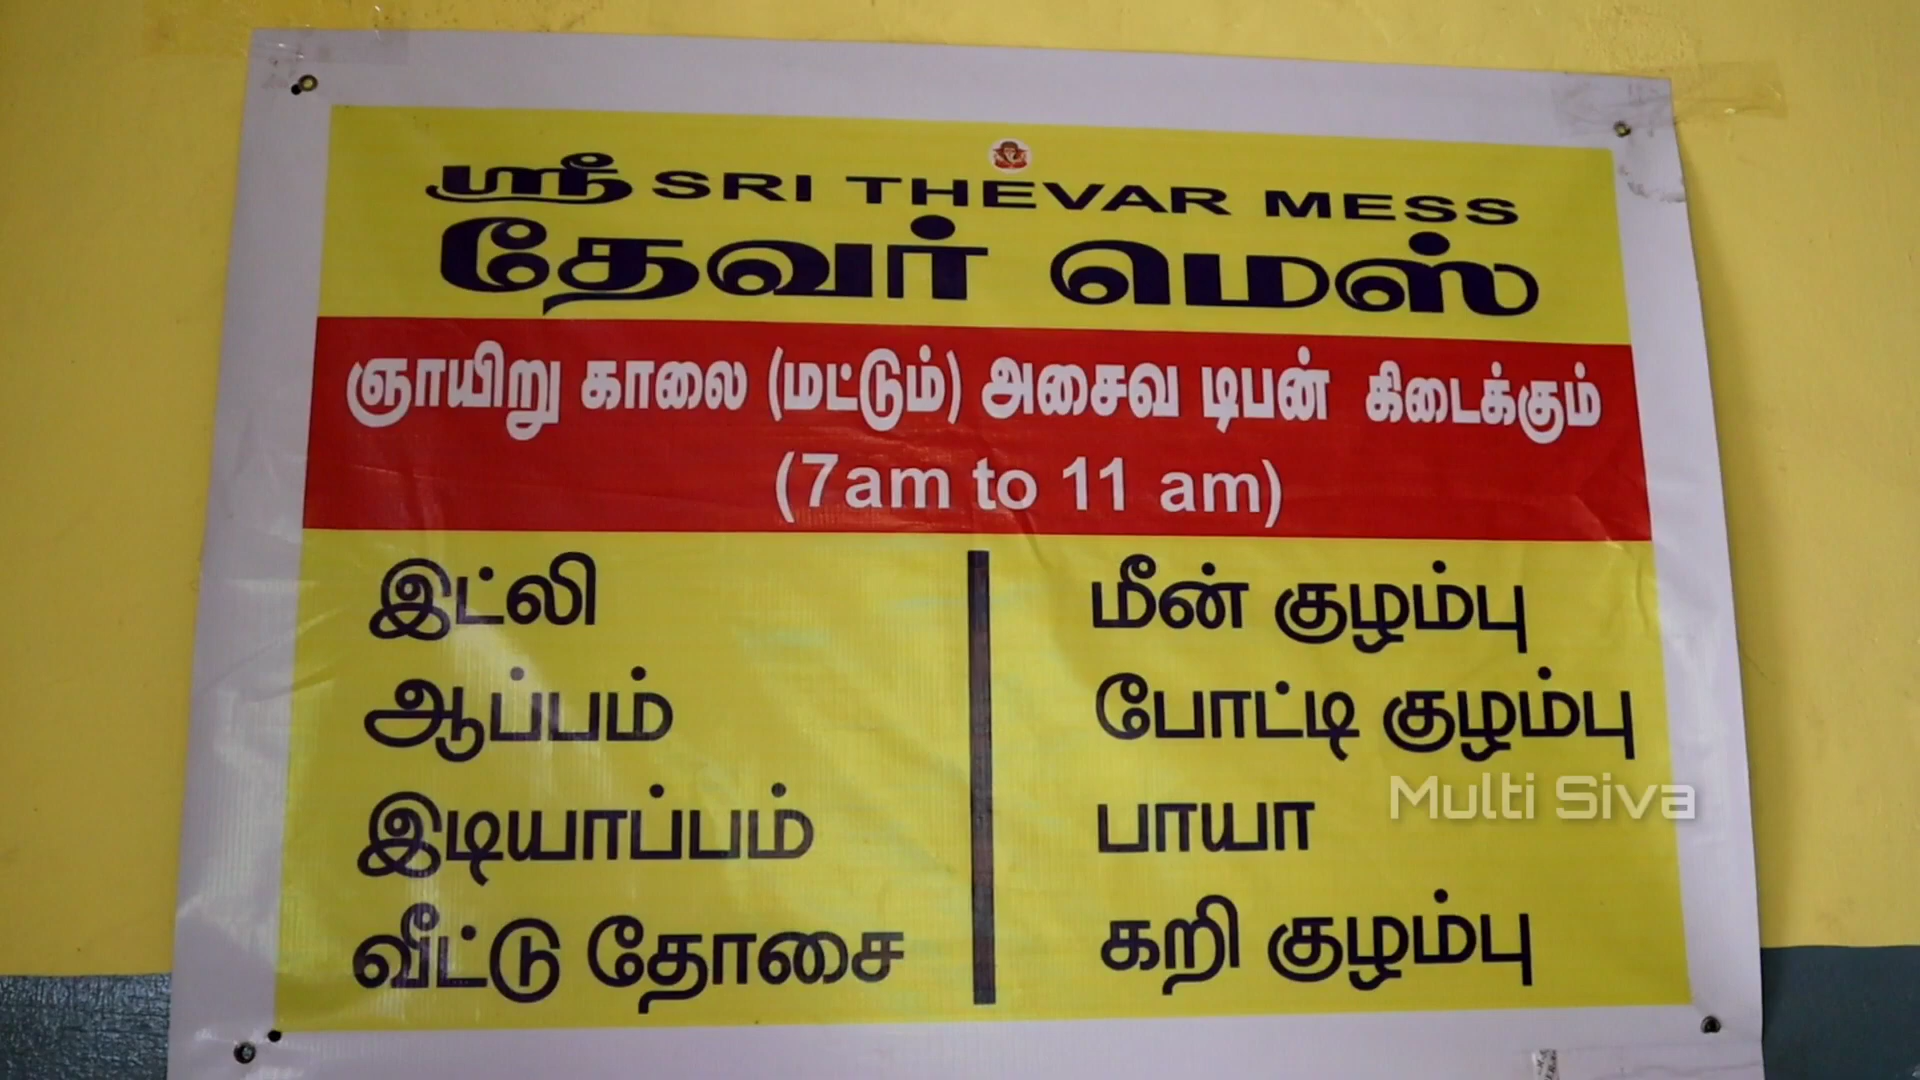 ஸ்ரீ SRI THEVAR MESS
தேவர் மெஸ்
ஞாயிறு காலை (மட்டும்) அசைவ டிபன் கிடைக்கும்
(7am to 11 am)
இட்லி
ஆப்பம்
இடியாப்பம்
வீட்டு தோசை
மீன் குழம்பு
போட்டி குழம்பு
பாயா
கறி குழம்பு
Multi Siva